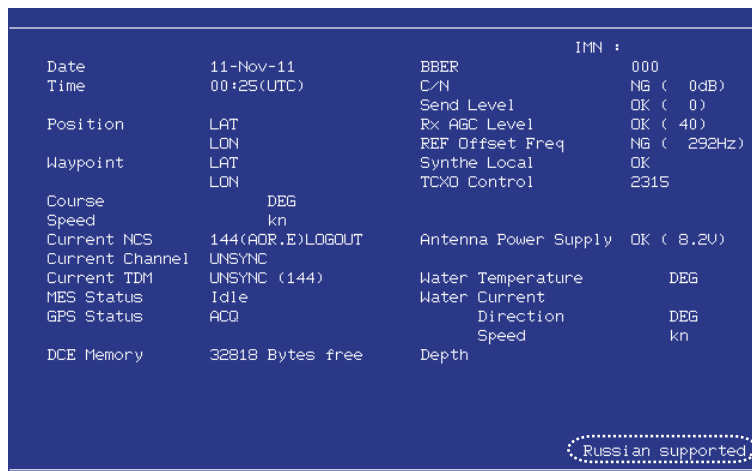 IMN :
Date 11-Nov-11 BBER 000
Time 00:25(UTC) C/N NG ( 0dB)
Send Level OK ( 0)
Position LAT Rx AGC Level OK ( 40)
LON REF Offset Freq NG ( 292Hz)
Waypoint LAT Synthe Local OK
LON TCXO Control 2315
Course DEG
Speed kn
Current NCS 144(AOR.E)LOGOUT Antenna Power Supply OK ( 8.2V)
Current Channel UNSYNC
Current TDM UNSYNC (144) Water Temperature DEG
MES Status Idle Water Current
GPS Status ACQ Direction DEG
Speed kn
DCE Memory 32818 Bytes free Depth
Russian supported